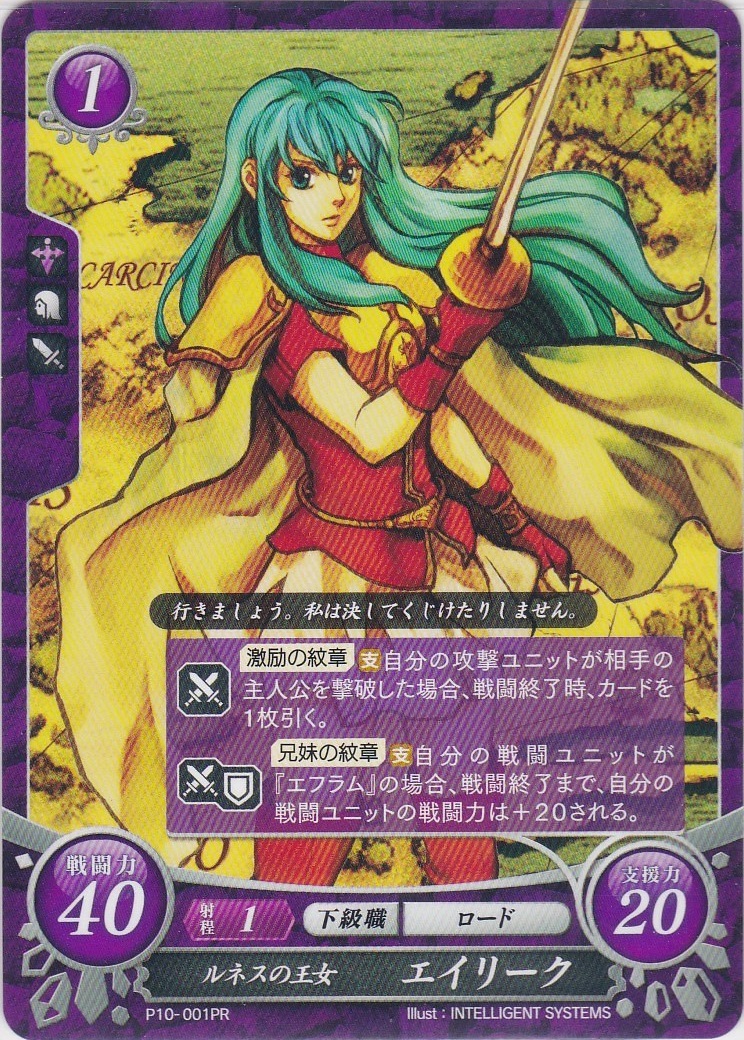 1
CARCI
行きましょう。私は決してくじけたりしません。
激励の紋章 支自分の攻撃ユニットが相手の
主人公を撃破した場合、戦闘終了時、カードを
1枚引く。
兄妹の紋章 支自分の戦闘ユニットが
『エフラム』の場合、戦闘終了まで、自分の
戦闘ユニットの戦闘力は+20される。
戦闘力
40
射程 1
下級職
ロード
支援力
20
ルネスの王女 エイリーク
P10-001PR
Illust : INTELLIGENT SYSTEMS